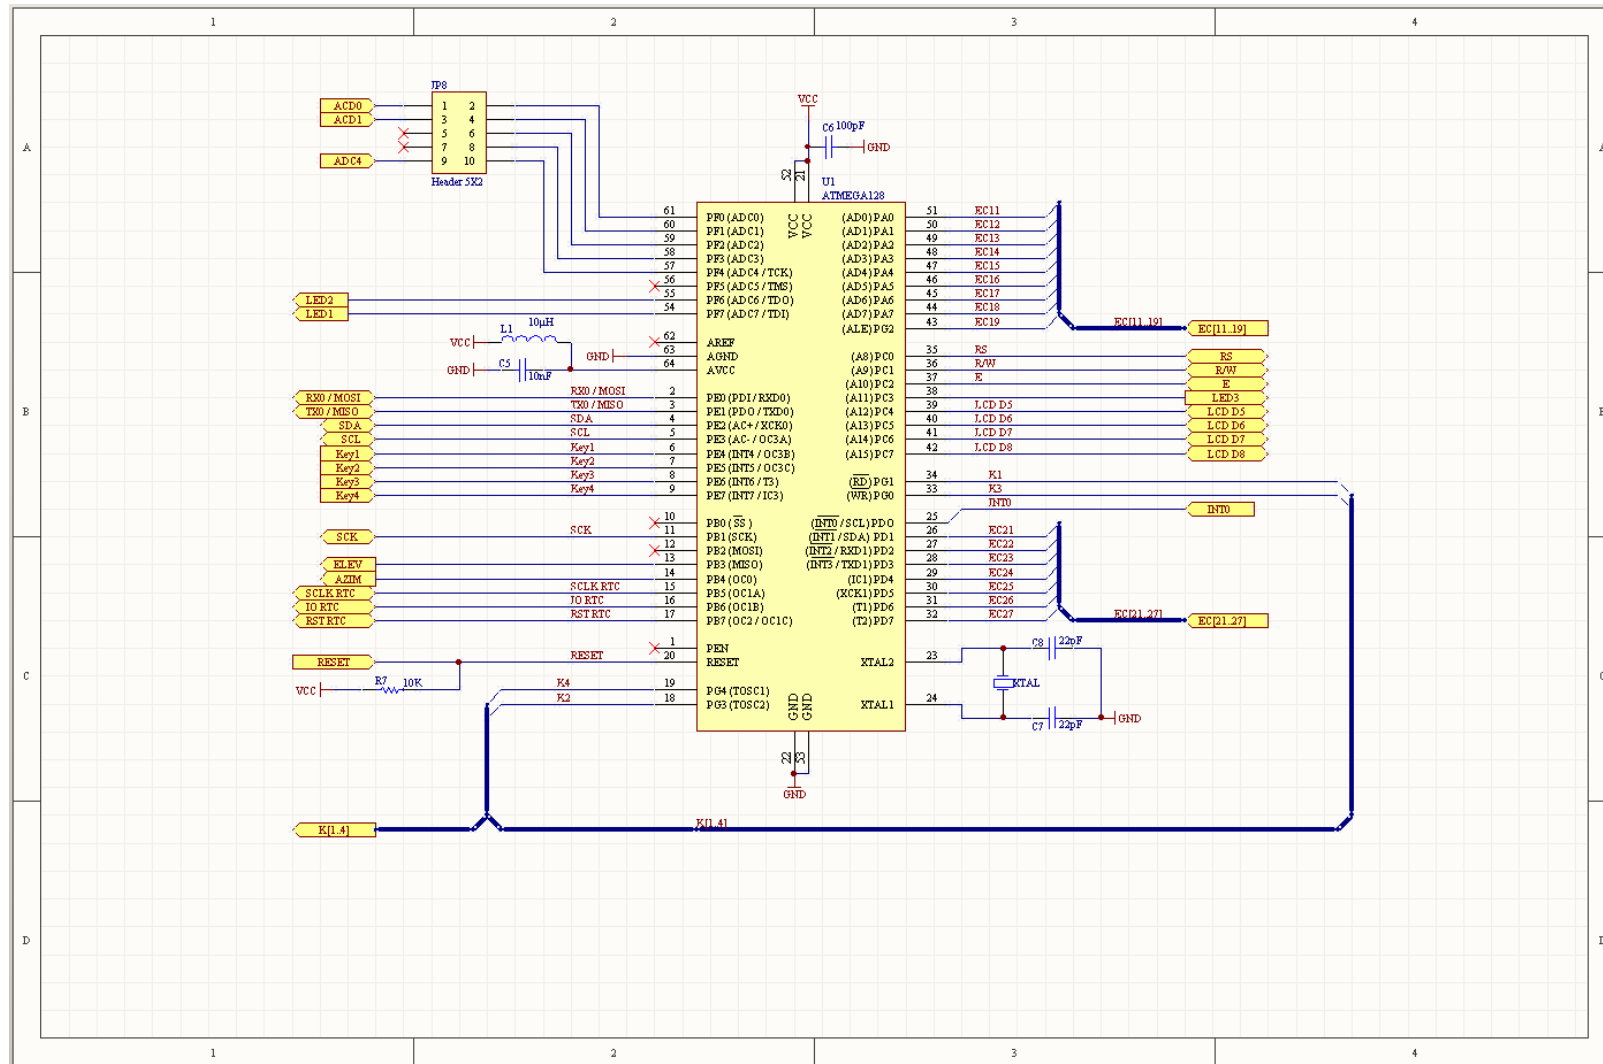 1 2 3 4
A A
B B
C C
D D
1 2 3 4
JP8
ACD0 1 2
ACD1 3 4
5 6
7 8
ADC4 9 10
Header 5X2
VCC
C6 100pF
GND
52 21
U1
ATMEGA128
VCC VCC
61 PF0(ADC0)
60 PF1(ADC1)
59 PF2(ADC2)
58 PF3(ADC3)
57 PF4(ADC4/TCK)
56 PF5(ADC5/TMS)
LED2 55 PF6(ADC6/TDO)
LED1 54 PF7(ADC7/TDI)
L1 10μH
VCC
62 AREF
GND 63 AGND
GND C5 10nF 64 AVCC
RX0/MOSI RX0/MOSI 2 PE0(PDI/RXD0)
TX0/MISO TX0/MISO 3 PE1(PDO/TXD0)
SDA SDA 4 PE2(AC+/XCK0)
SCL SCL 5 PE3(AC-/OC3A)
Key1 Key1 6 PE4(INT4/OC3B)
Key2 Key2 7 PE5(INT5/OC3C)
Key3 Key3 8 PE6(INT6/T3)
Key4 Key4 9 PE7(INT7/IC3)
10 PB0(SS)
SCK SCK 11 PB1(SCK)
12 PB2(MOSI)
ELEV 13 PB3(MISO)
AZIM 14 PB4(OC0)
SCLK RTC SCLK RTC 15 PB5(OC1A)
IO RTC IO RTC 16 PB6(OC1B)
RST RTC RST RTC 17 PB7(OC2/OC1C)
1 PEN
RESET RESET 20 RESET
VCC R7 10K
K4 19 PG4(TOSC1)
K2 18 PG3(TOSC2)
(AD0)PA0 51 EC11
(AD1)PA1 50 EC12
(AD2)PA2 49 EC13
(AD3)PA3 48 EC14
(AD4)PA4 47 EC15
(AD5)PA5 46 EC16
(AD6)PA6 45 EC17
(AD7)PA7 44 EC18
(ALE)PG2 43 EC19
EC[11..19] EC[11..19]
(A8)PC0 35 RS RS
(A9)PC1 36 R/W R/W
(A10)PC2 37 E E
(A11)PC3 38 LED3
(A12)PC4 39 LCD D5 LCD D5
(A13)PC5 40 LCD D6 LCD D6
(A14)PC6 41 LCD D7 LCD D7
(A15)PC7 42 LCD D8 LCD D8
(RD)PG1 34 K1
(WR)PG0 33 K3
INT0 INT0
(INT0/SCL)PD0 25
(INT1/SDA)PD1 26 EC21
(INT2/RXD1)PD2 27 EC22
(INT3/TXD1)PD3 28 EC23
(IC1)PD4 29 EC24
(XCK1)PD5 30 EC25
(T1)PD6 31 EC26
(T2)PD7 32 EC27
EC[21..27] EC[21..27]
C8 22pF
XTAL2 23
XTAL
XTAL1 24
C7 22pF GND
GND GND
22 53
GND
K[1..4] K[1..4]